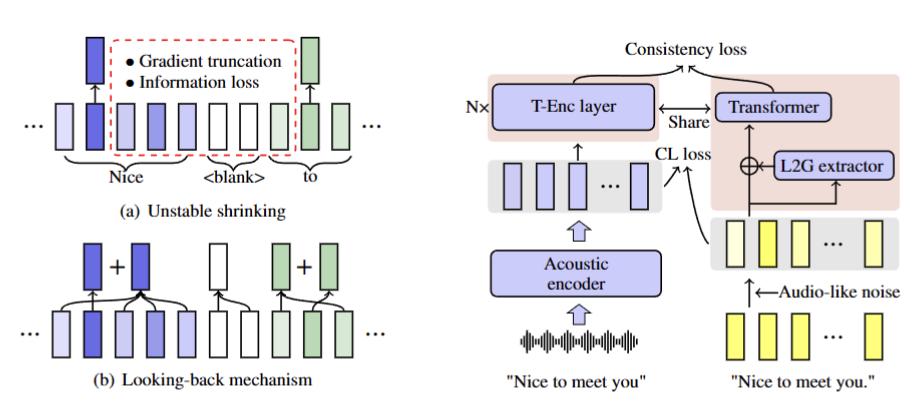 ● Gradient truncation
● Information loss
... ...
Nice <blank> to
(a) Unstable shrinking
+ +
... ...
(b) Looking-back mechanism
Consistency loss
N× T-Enc layer
Transformer
Share
CL loss
L2G extractor
...
Acoustic
encoder
...
Audio-like noise
...
"Nice to meet you"
"Nice to meet you."